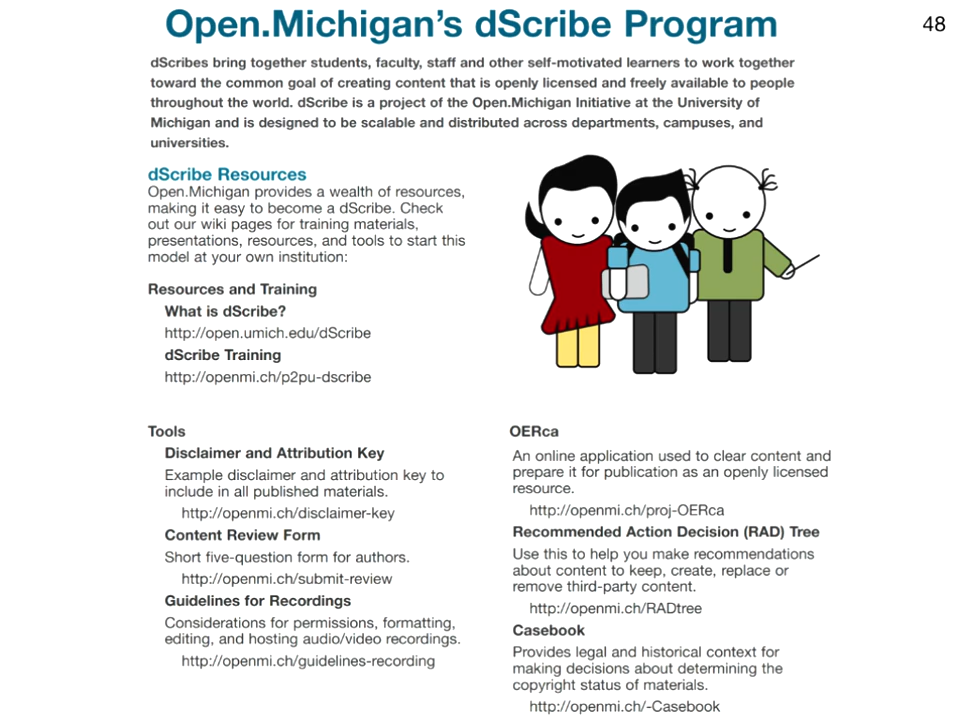 Open.Michigan's dScribe Program
48
dScribes bring together students, faculty, staff and other self-motivated learners to work together
toward the common goal of creating content that is openly licensed and freely available to people
throughout the world. dScribe is a project of the Open.Michigan Initiative at the University of
Michigan and is designed to be scalable and distributed across departments, campuses, and
universities.
dScribe Resources
Open.Michigan provides a wealth of resources,
making it easy to become a dScribe. Check
out our wiki pages for training materials,
presentations, resources, and tools to start this
model at your own institution:
Resources and Training
What is dScribe?
http://open.umich.edu/dScribe
dScribe Training
http://openmi.ch/p2pu-dscribe
Tools
Disclaimer and Attribution Key
Example disclaimer and attribution key to
include in all published materials.
http://openmi.ch/disclaimer-key
Content Review Form
Short five-question form for authors.
http://openmi.ch/submit-review
Guidelines for Recordings
Considerations for permissions, formatting,
editing, and hosting audio/video recordings.
http://openmi.ch/guidelines-recording
OERca
An online application used to clear content and
prepare it for publication as an openly licensed
resource.
http://openmi.ch/proj-OERca
Recommended Action Decision (RAD) Tree
Use this to help you make recommendations
about content to keep, create, replace or
remove third-party content.
http://openmi.ch/RADtree
Casebook
Provides legal and historical context for
making decisions about determining the
copyright status of materials.
http://openmi.ch/-Casebook